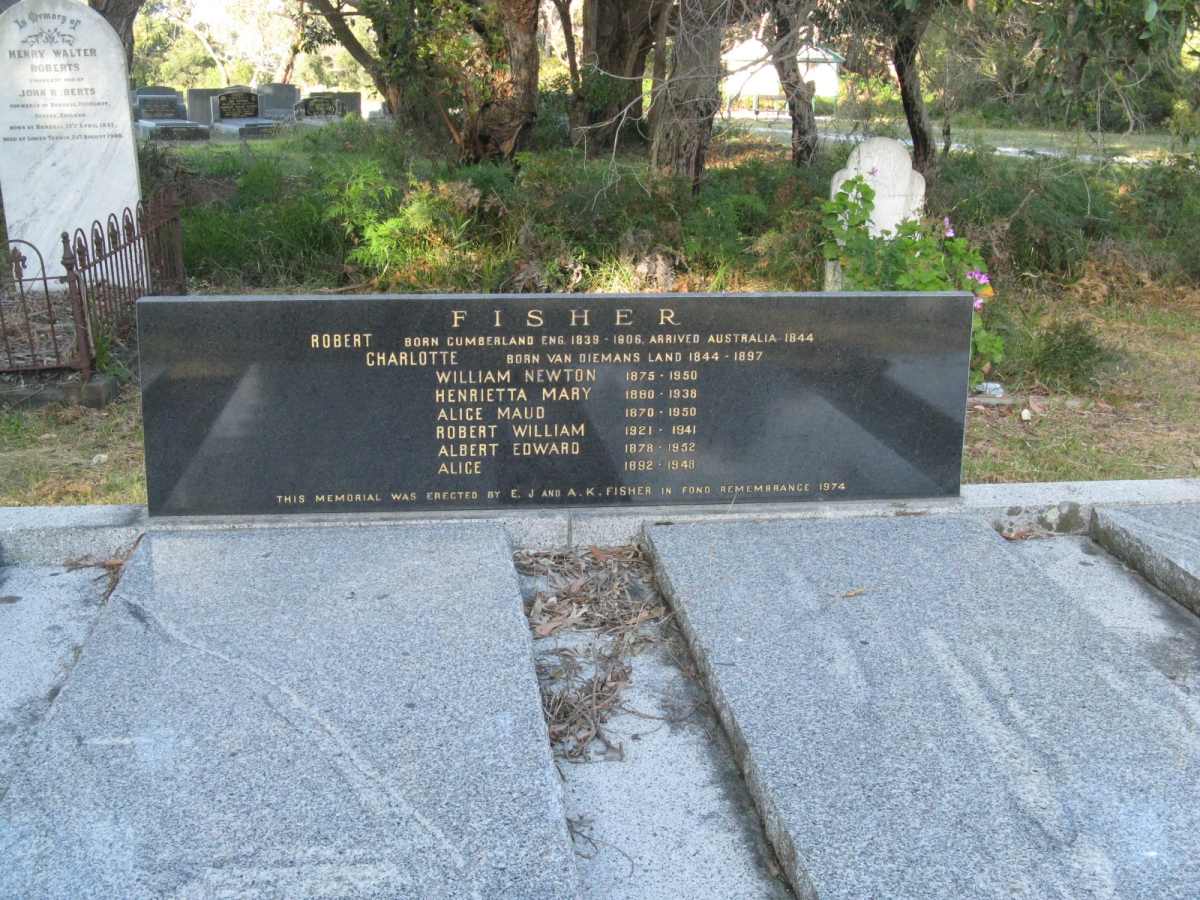 In Memory of
HENRY WALTER
ROBERTS
JOHN ROBERTS
FISHER
ROBERT BORN CUMBERLAND ENG. 1839 - 1906. ARRIVED AUSTRALIA 1844
CHARLOTTE BORN VAN DIEMANS LAND 1844 - 1897
WILLIAM NEWTON 1875 - 1950
HENRIETTA MARY 1880 - 1938
ALICE MAUD 1870 - 1950
ROBERT WILLIAM 1921 - 1941
ALBERT EDWARD 1878 - 1952
ALICE 1892 - 1948
THIS MEMORIAL WAS ERECTED BY E. J AND A. K. FISHER IN FOND REMEMBRANCE 1974